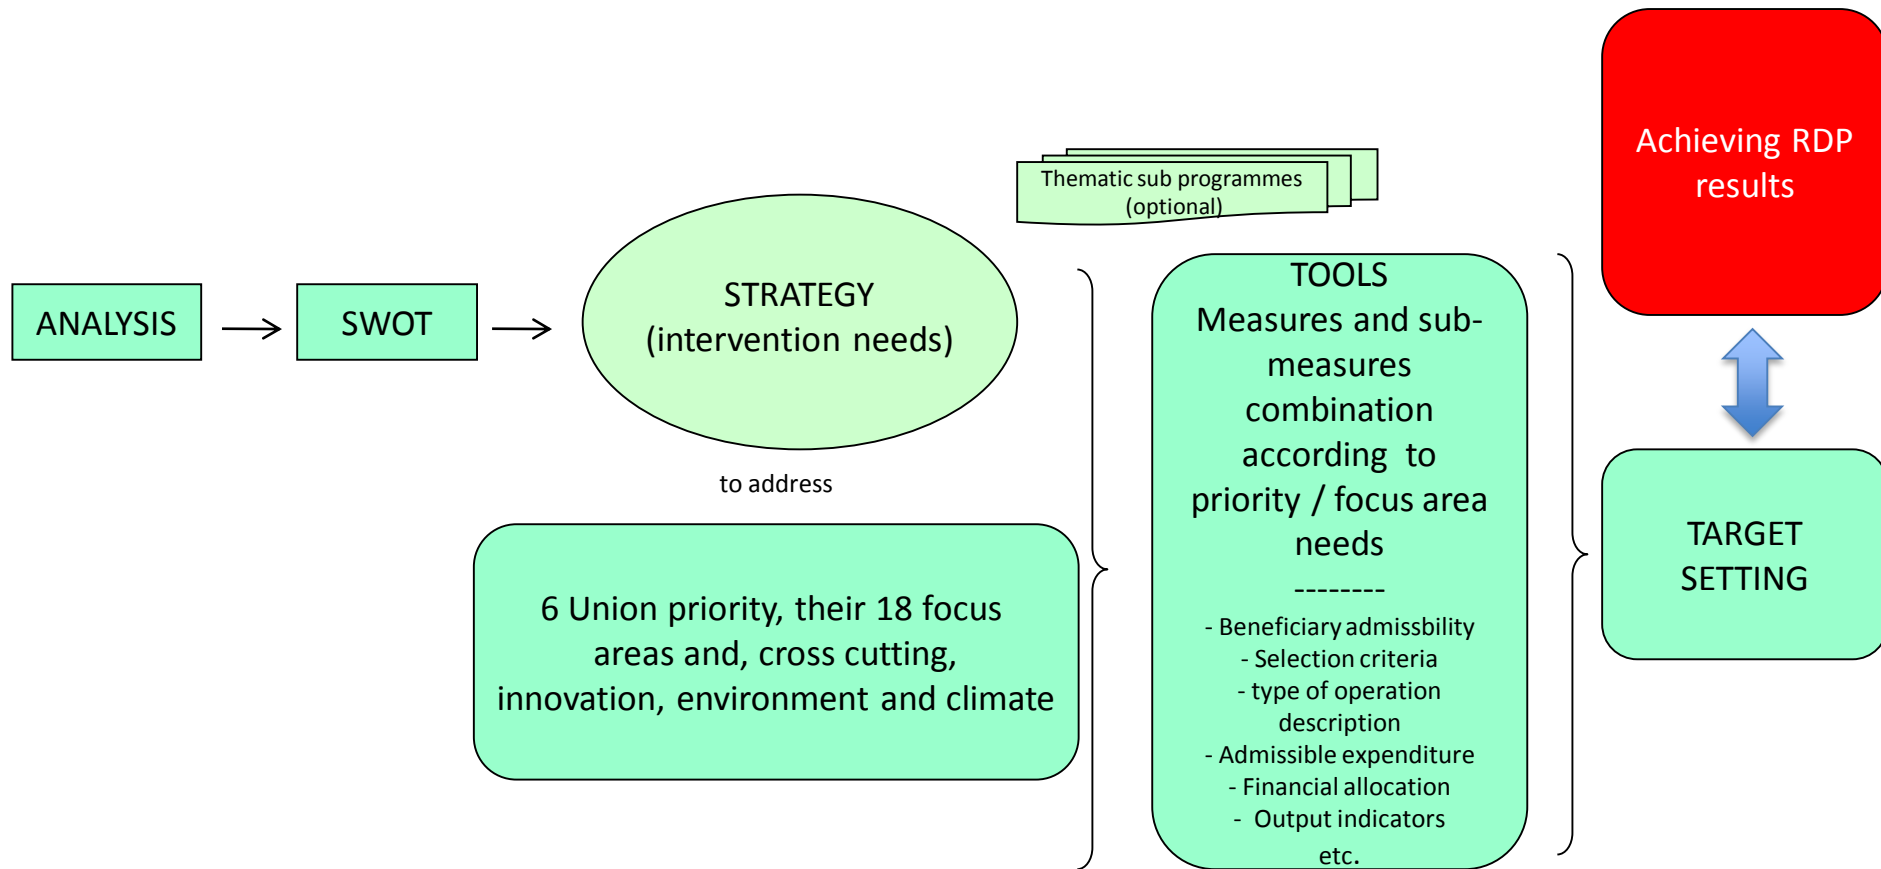 ANALYSIS
SWOT
STRATEGY
(intervention needs)
to address
6 Union priority, their 18 focus
areas and, cross cutting,
innovation, environment and climate
Thematic sub programmes
(optional)
TOOLS
Measures and sub-
measures
combination
according to
priority / focus area
needs
--------
- Beneficiary admissbility
- Selection criteria
- type of operation
description
- Admissible expenditure
- Financial allocation
- Output indicators
etc.
Achieving RDP
results
TARGET
SETTING